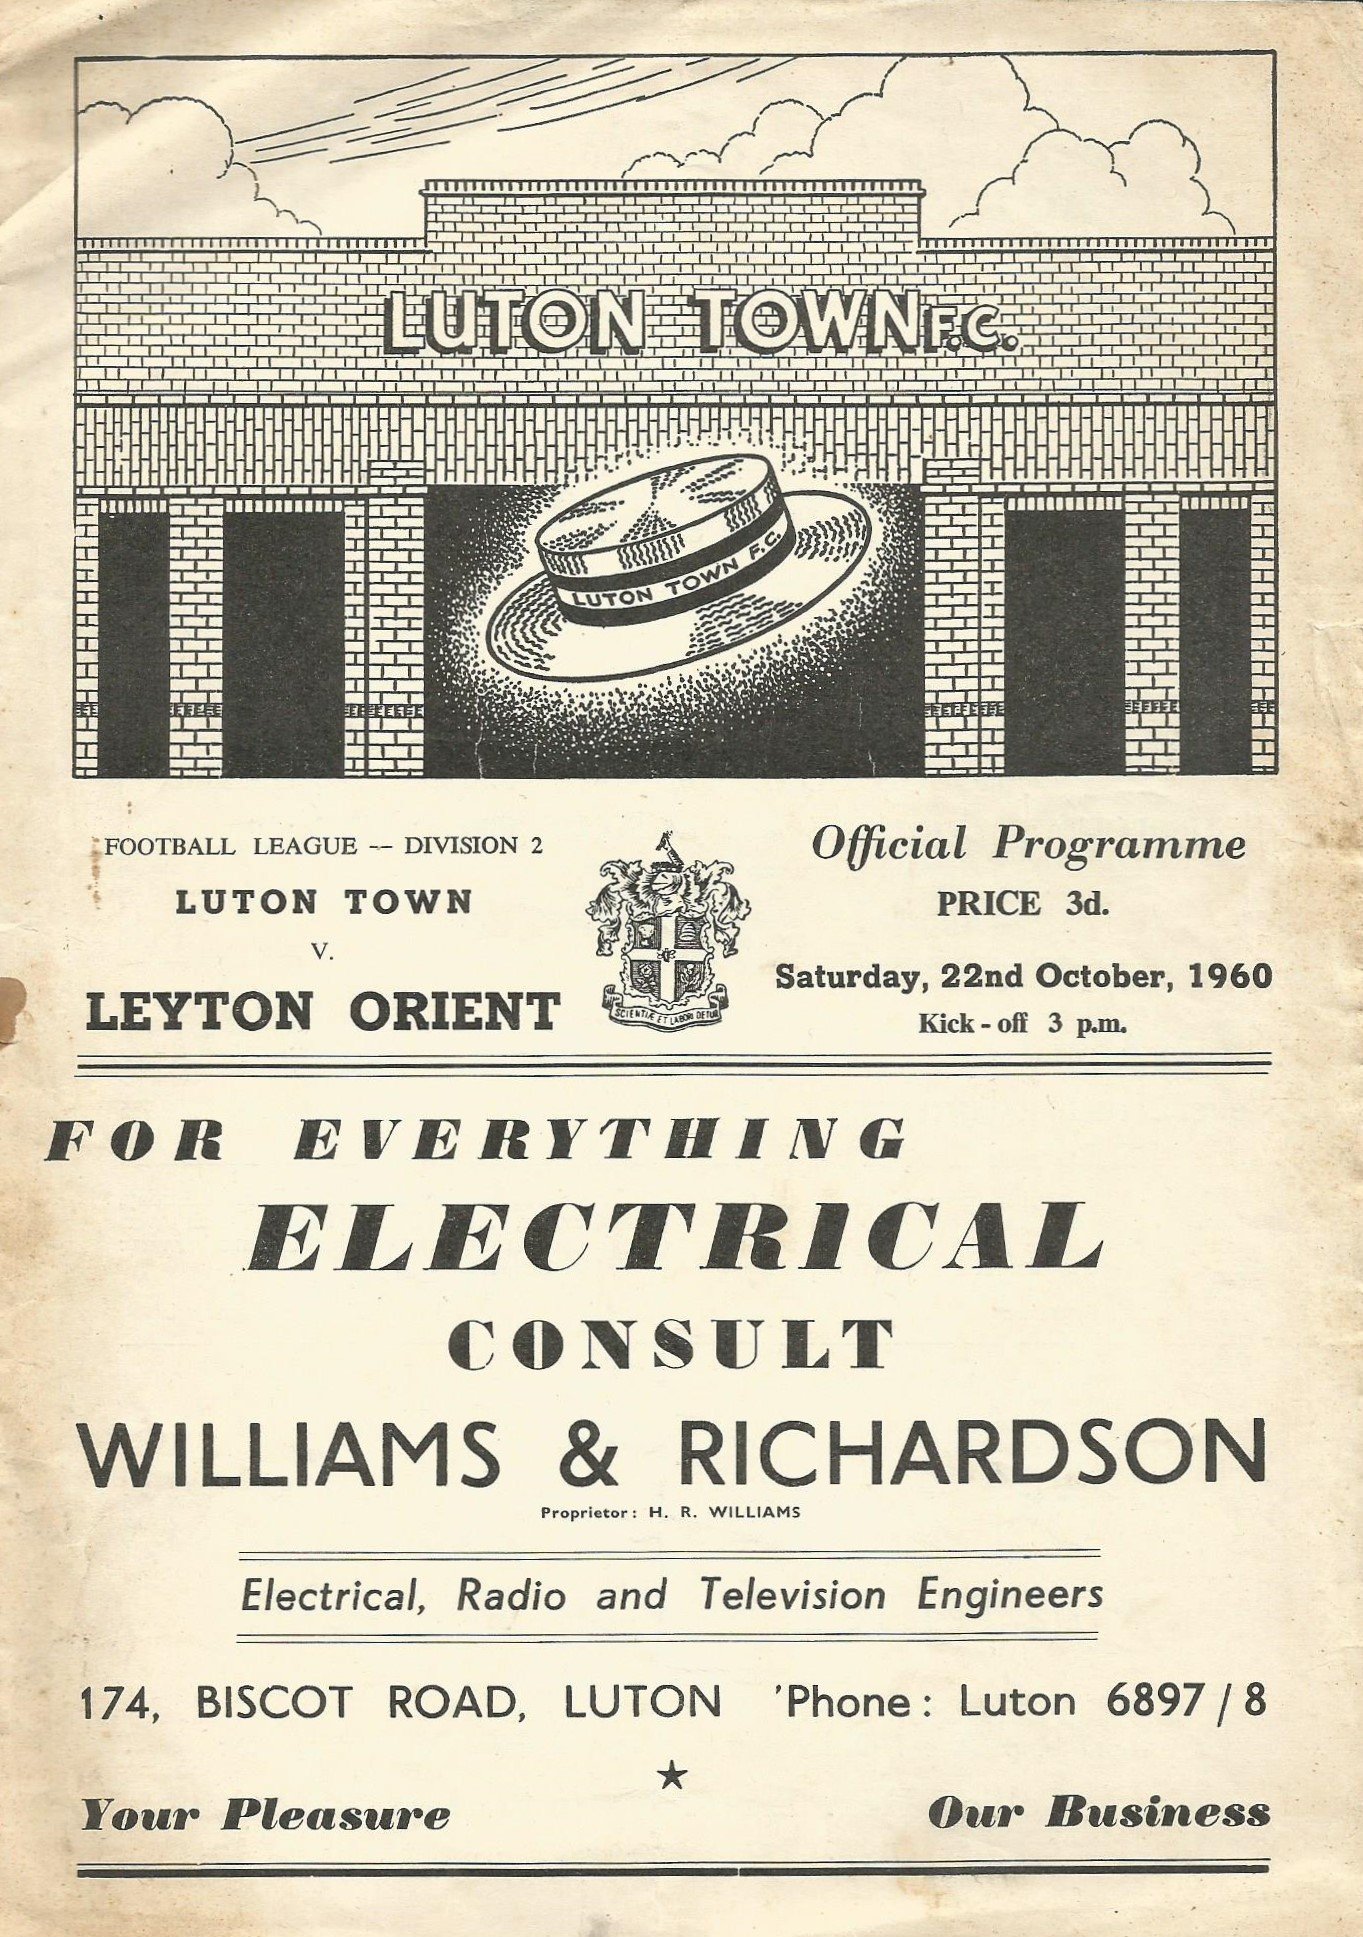 LUTON TOWN F.C.
LUTON TOWN F.C.
FOOTBALL LEAGUE -- DIVISION 2
LUTON TOWN
V.
LEYTON ORIENT
SCIENTIÆ ET LABORI DETUR
Official Programme
PRICE 3d.
Saturday, 22nd October, 1960
Kick - off 3 p.m.
FOR EVERYTHING
ELECTRICAL
CONSULT
WILLIAMS & RICHARDSON
Proprietor: H. R. WILLIAMS
Electrical, Radio and Television Engineers
174, BISCOT ROAD, LUTON 'Phone: Luton 6897 / 8
Your Pleasure ★ Our Business